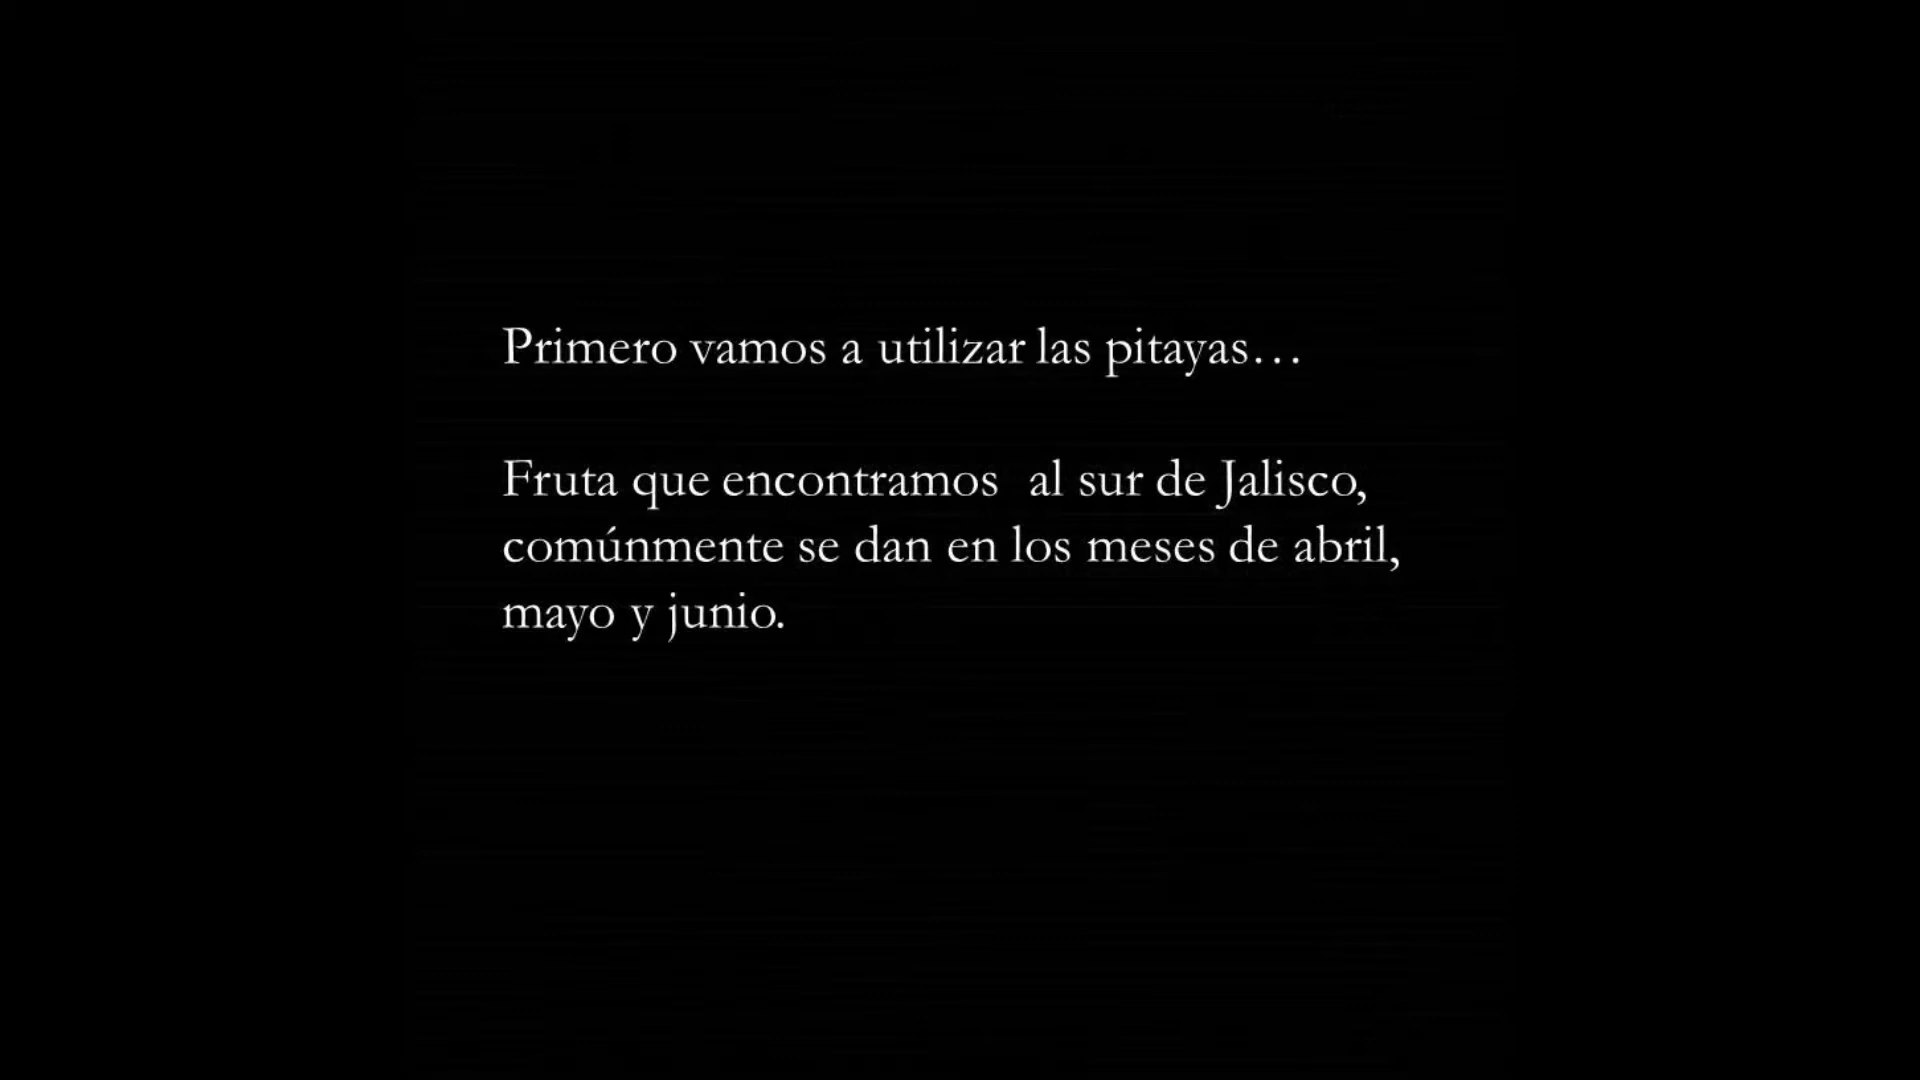 Primero vamos a utilizar las pitayas…
Fruta que encontramos  al sur de Jalisco,
comúnmente se dan en los meses de abril,
mayo y junio.